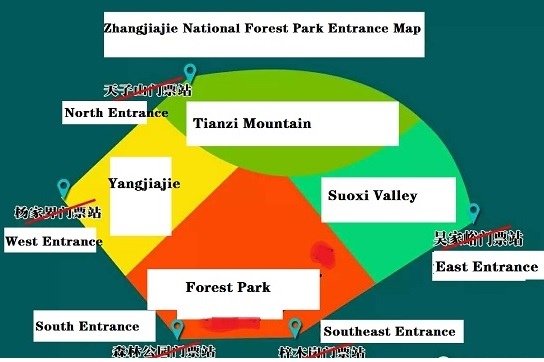 Zhangjiajie National Forest Park Entrance Map
天子山门票站
North Entrance
Tianzi Mountain
Yangjiajie
Suoxi Valley
杨家界门票站
West Entrance
吴家峪门票站
East Entrance
Forest Park
South Entrance
Southeast Entrance
森林公园门票站
梓木岗门票站